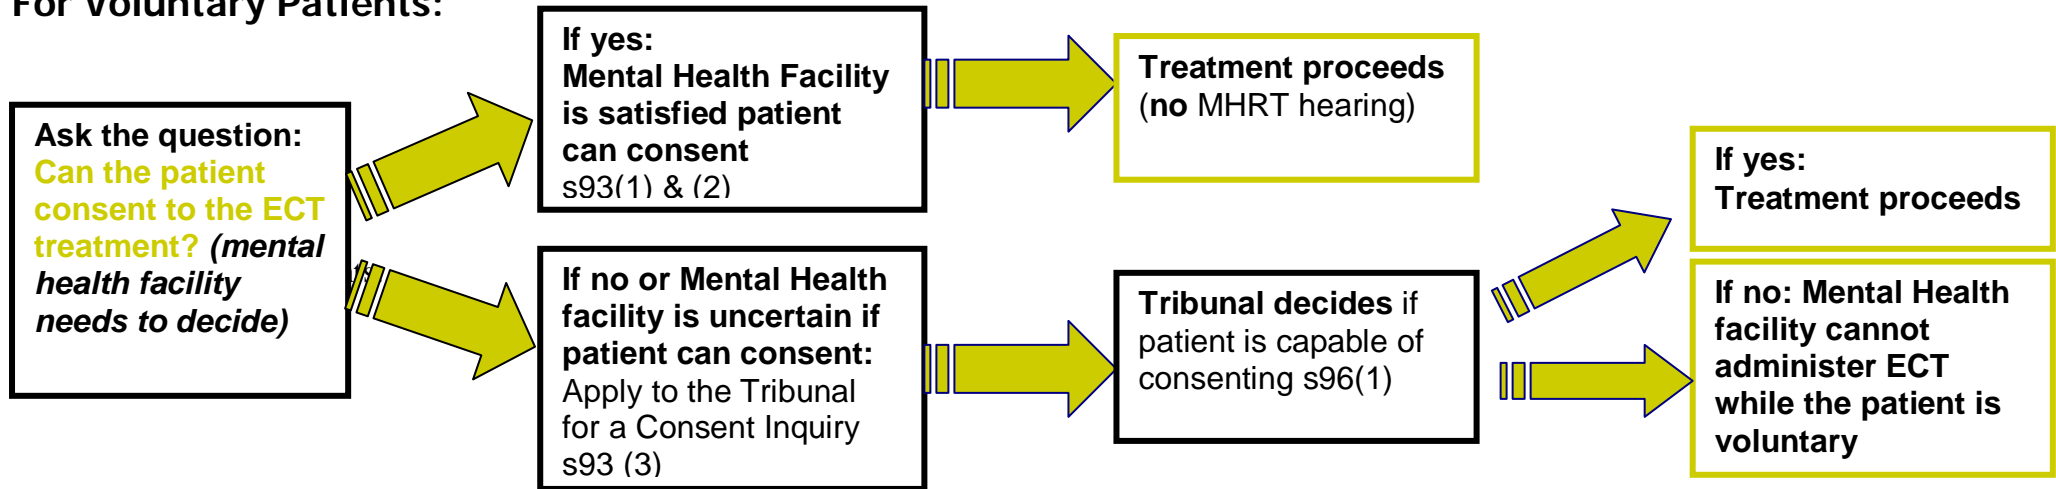 For Voluntary Patients:
Ask the question:
Can the patient
consent to the ECT
treatment? (mental
health facility
needs to decide)
If yes:
Mental Health Facility
is satisfied patient
can consent
s93(1) & (2)
Treatment proceeds
(no MHRT hearing)
If no or Mental Health
facility is uncertain if
patient can consent:
Apply to the Tribunal
for a Consent Inquiry
s93 (3)
Tribunal decides if
patient is capable of
consenting s96(1)
If yes:
Treatment proceeds
If no: Mental Health
facility cannot
administer ECT
while the patient is
voluntary